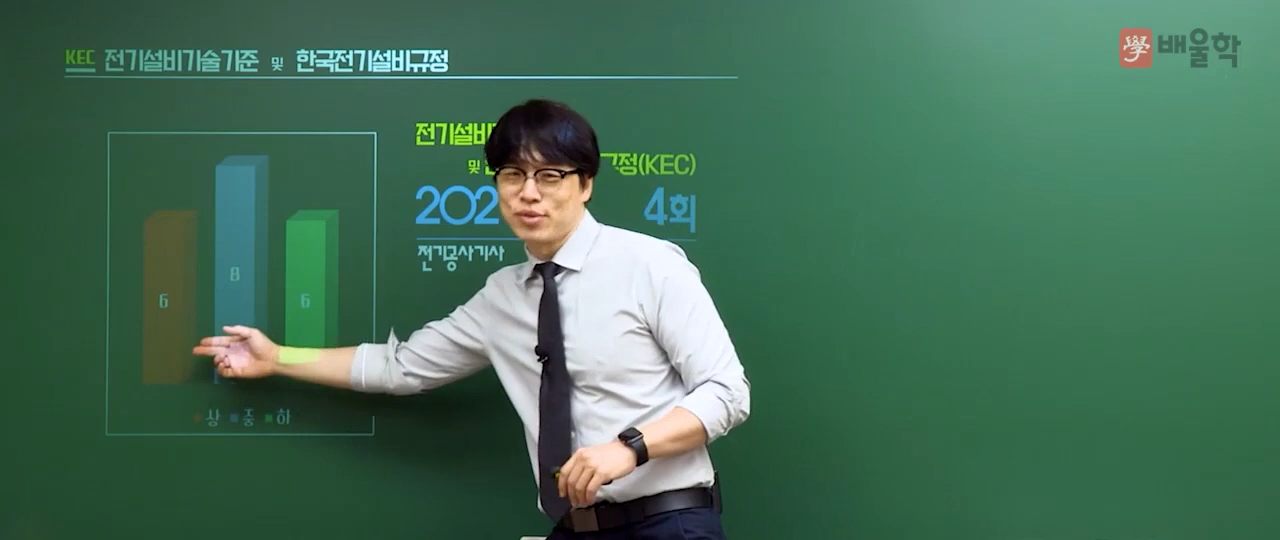 KEC 전기설비기술기준 및 한국전기설비규정
學 배울학
전기설비
및 규정(KEC)
202 4회
전기공사기사
6 8 6
상 중 하